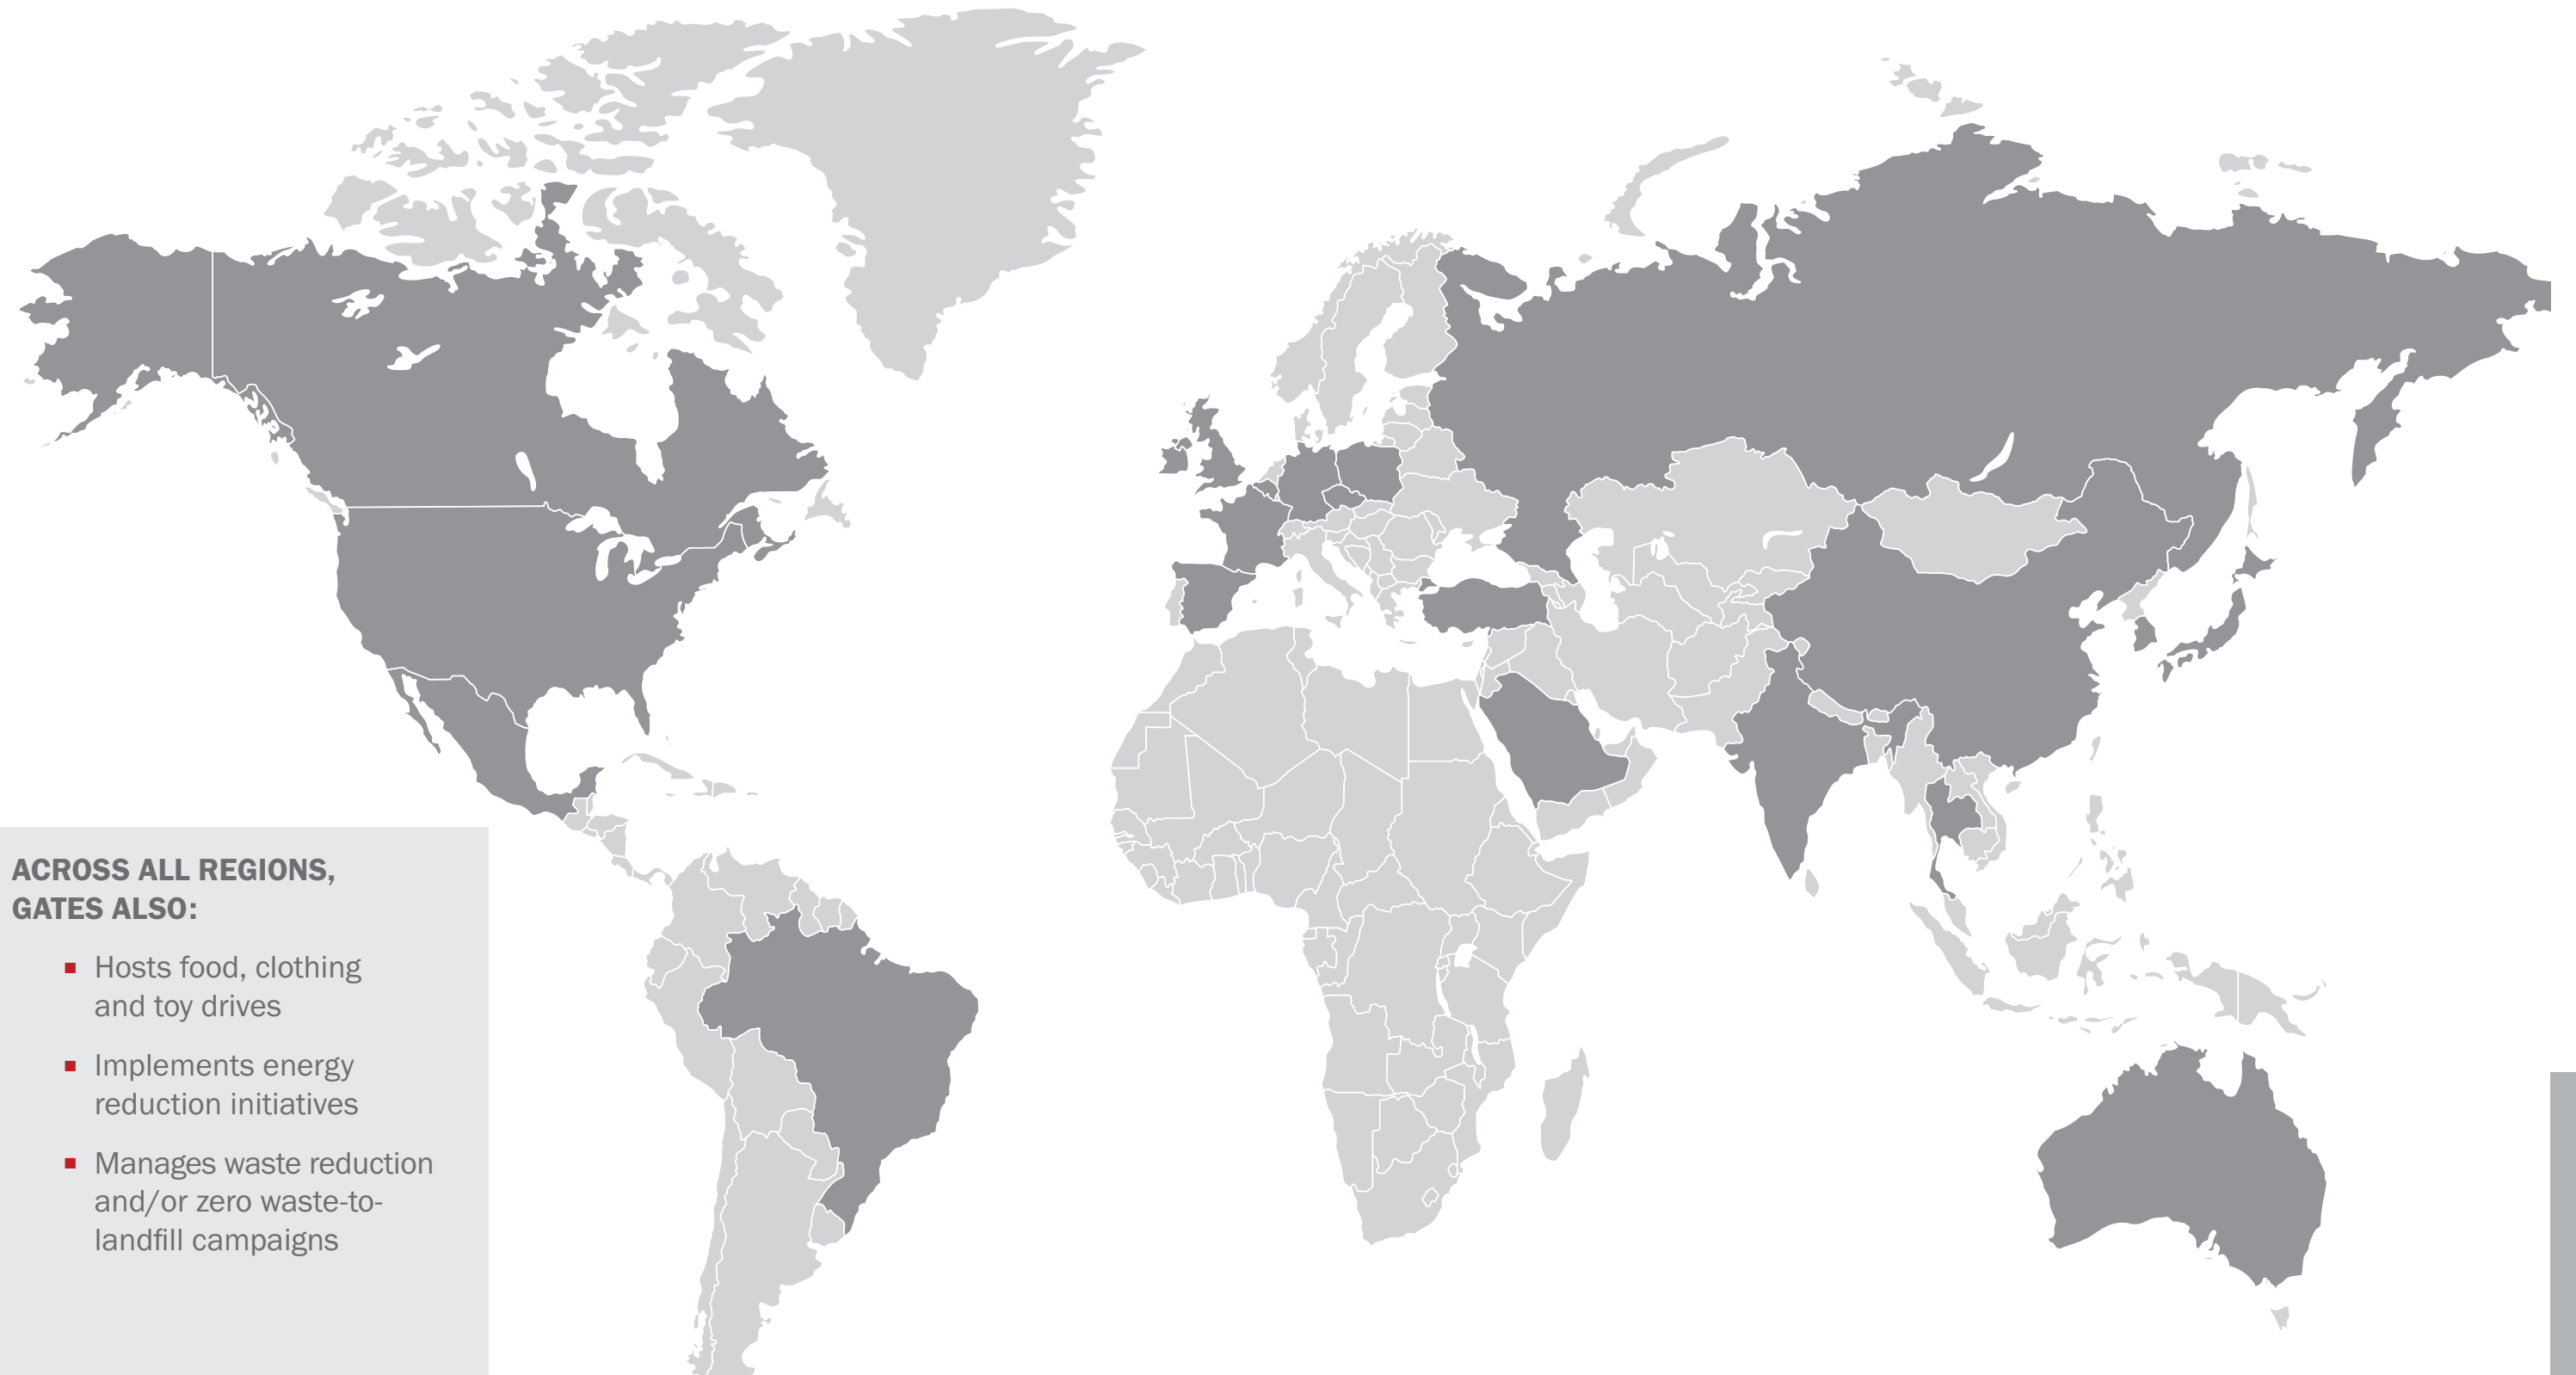 ACROSS ALL REGIONS,
GATES ALSO:
▪ Hosts food, clothing
and toy drives
▪ Implements energy
reduction initiatives
▪ Manages waste reduction
and/or zero waste-to-
landfill campaigns